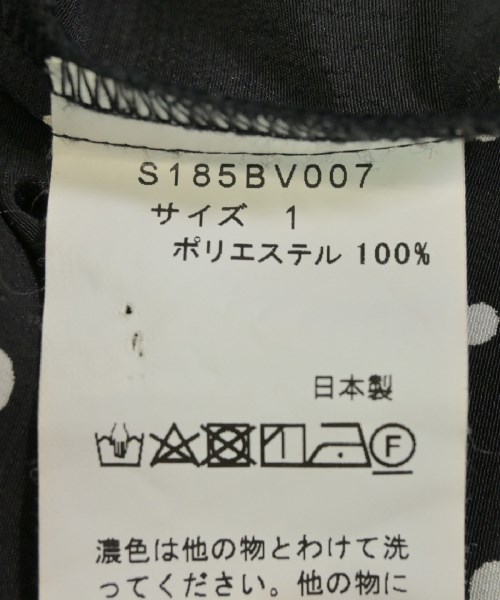 S185BV007
サイズ 1
ポリエステル 100%
日本製
F
濃色は他の物とわけて洗
ってください。他の物に